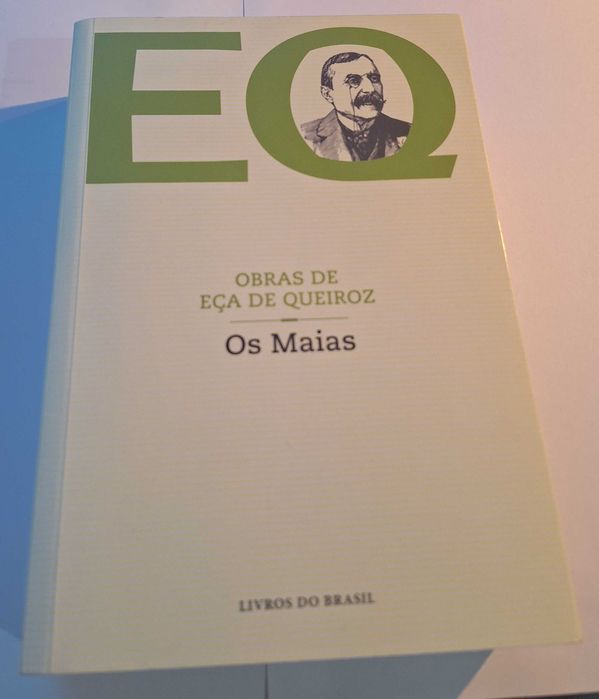 EQ
OBRAS DE
EÇA DE QUEIROZ
Os Maias
LIVROS DO BRASIL